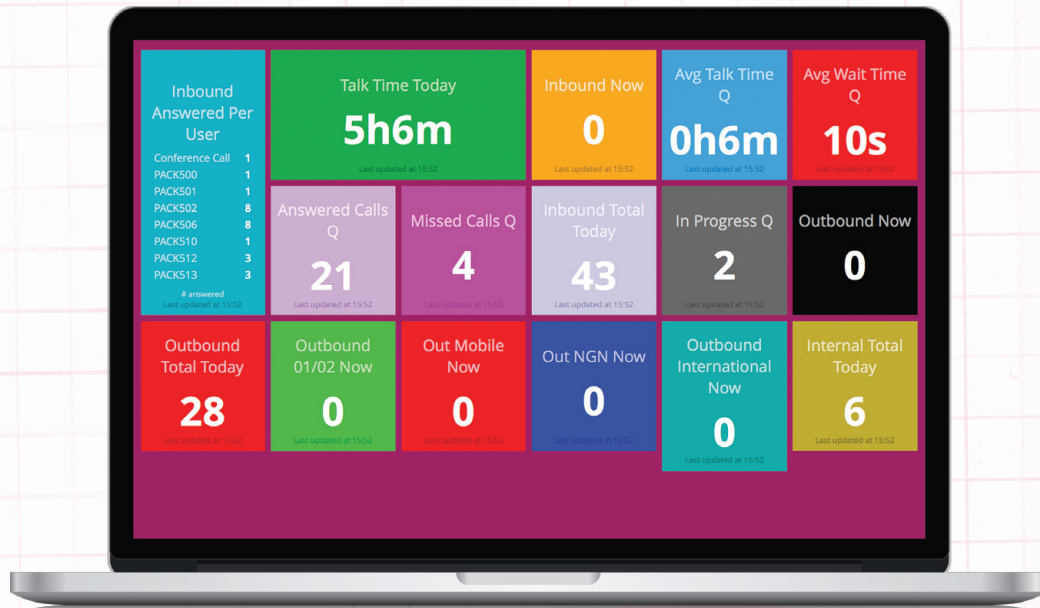 Inbound
Answered Per
User
Conference Call 1
PACK500 1
PACK501 1
PACK502 8
PACK506 8
PACK510 1
PACK512 3
PACK513 3
# answered
Last updated at 15:52
Talk Time Today
5h6m
Last updated at 15:52
Inbound Now
0
Last updated at 15:52
Avg Talk Time
Q
0h6m
Last updated at 15:52
Avg Wait Time
Q
10s
Last updated at 15:52
Answered Calls
Q
21
Last updated at 15:52
Missed Calls Q
4
Last updated at 15:52
Inbound Total
Today
43
Last updated at 15:52
In Progress Q
2
Last updated at 15:52
Outbound Now
0
Outbound
Total Today
28
Last updated at 15:52
Outbound
01/02 Now
0
Last updated at 15:52
Out Mobile
Now
0
Last updated at 15:52
Out NGN Now
0
Last updated at 15:52
Outbound
International
Now
0
Last updated at 15:52
Internal Total
Today
6
Last updated at 15:52